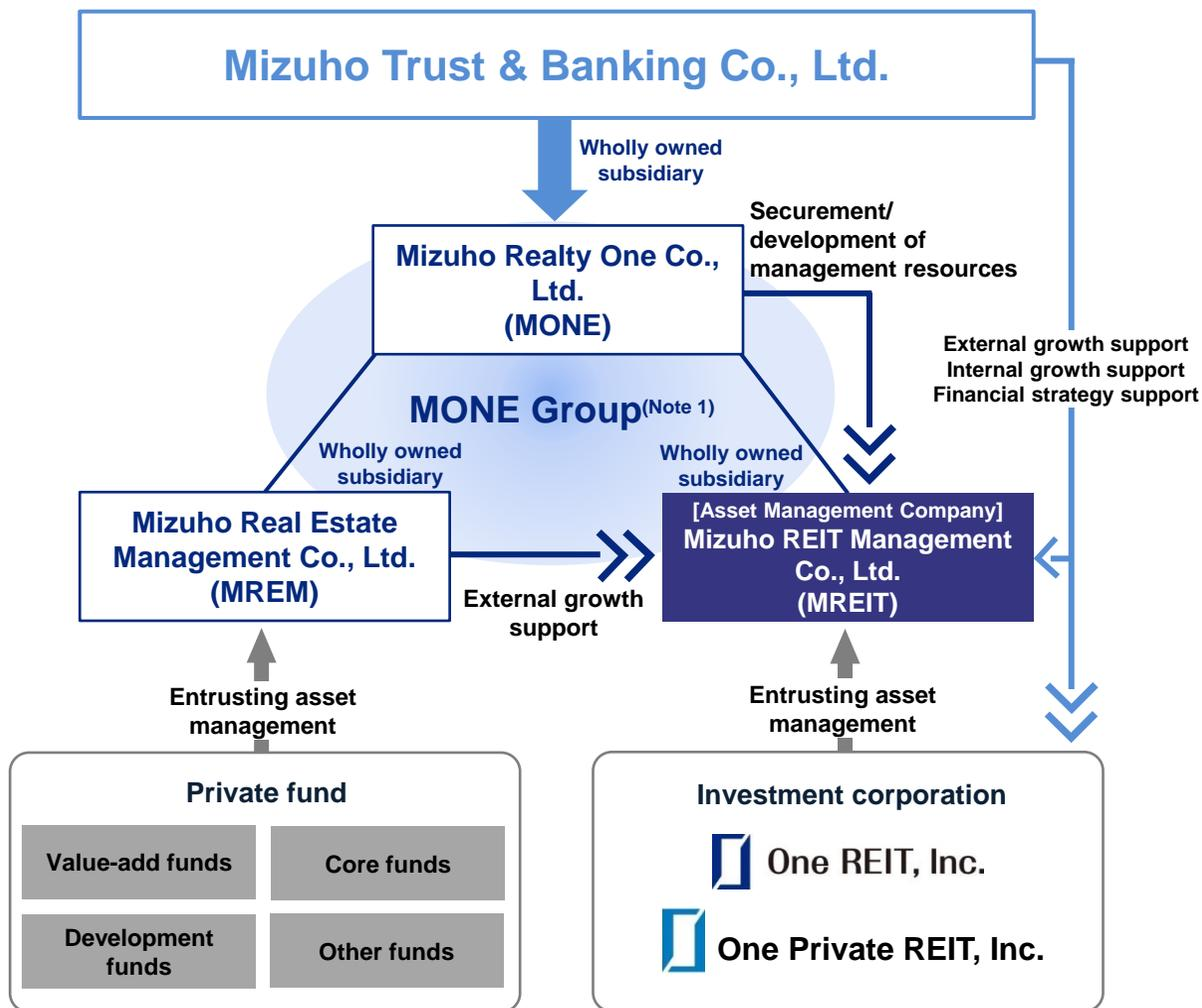 Mizuho Trust & Banking Co., Ltd.
Wholly owned
subsidiary
Securement/
development of
management resources
Mizuho Realty One Co.,
Ltd.
(MONE)
External growth support
Internal growth support
Financial strategy support
MONE Group(Note 1)
Wholly owned
subsidiary
Wholly owned
subsidiary
Mizuho Real Estate
Management Co., Ltd.
(MREM)
[Asset Management Company]
Mizuho REIT Management
Co., Ltd.
(MREIT)
External growth
support
Entrusting asset
management
Entrusting asset
management
Private fund
Value-add funds
Core funds
Development
funds
Other funds
Investment corporation
One REIT, Inc.
One Private REIT, Inc.